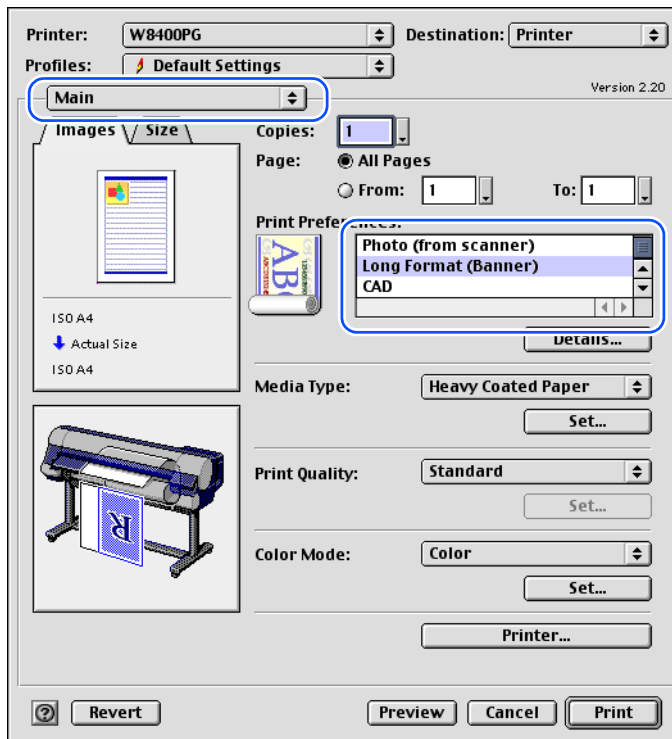 Printer: W8400PG Destination: Printer
Profiles: Default Settings
Version 2.20
Main
Images Size
Copies: 1
Page: All Pages
From: 1 To: 1
Print Preferences:
Photo (from scanner)
Long Format (Banner)
CAD
Details...
ISO A4
Actual Size
ISO A4
Media Type: Heavy Coated Paper
Set...
Print Quality: Standard
Set...
Color Mode: Color
Set...
Printer...
? Revert Preview Cancel Print